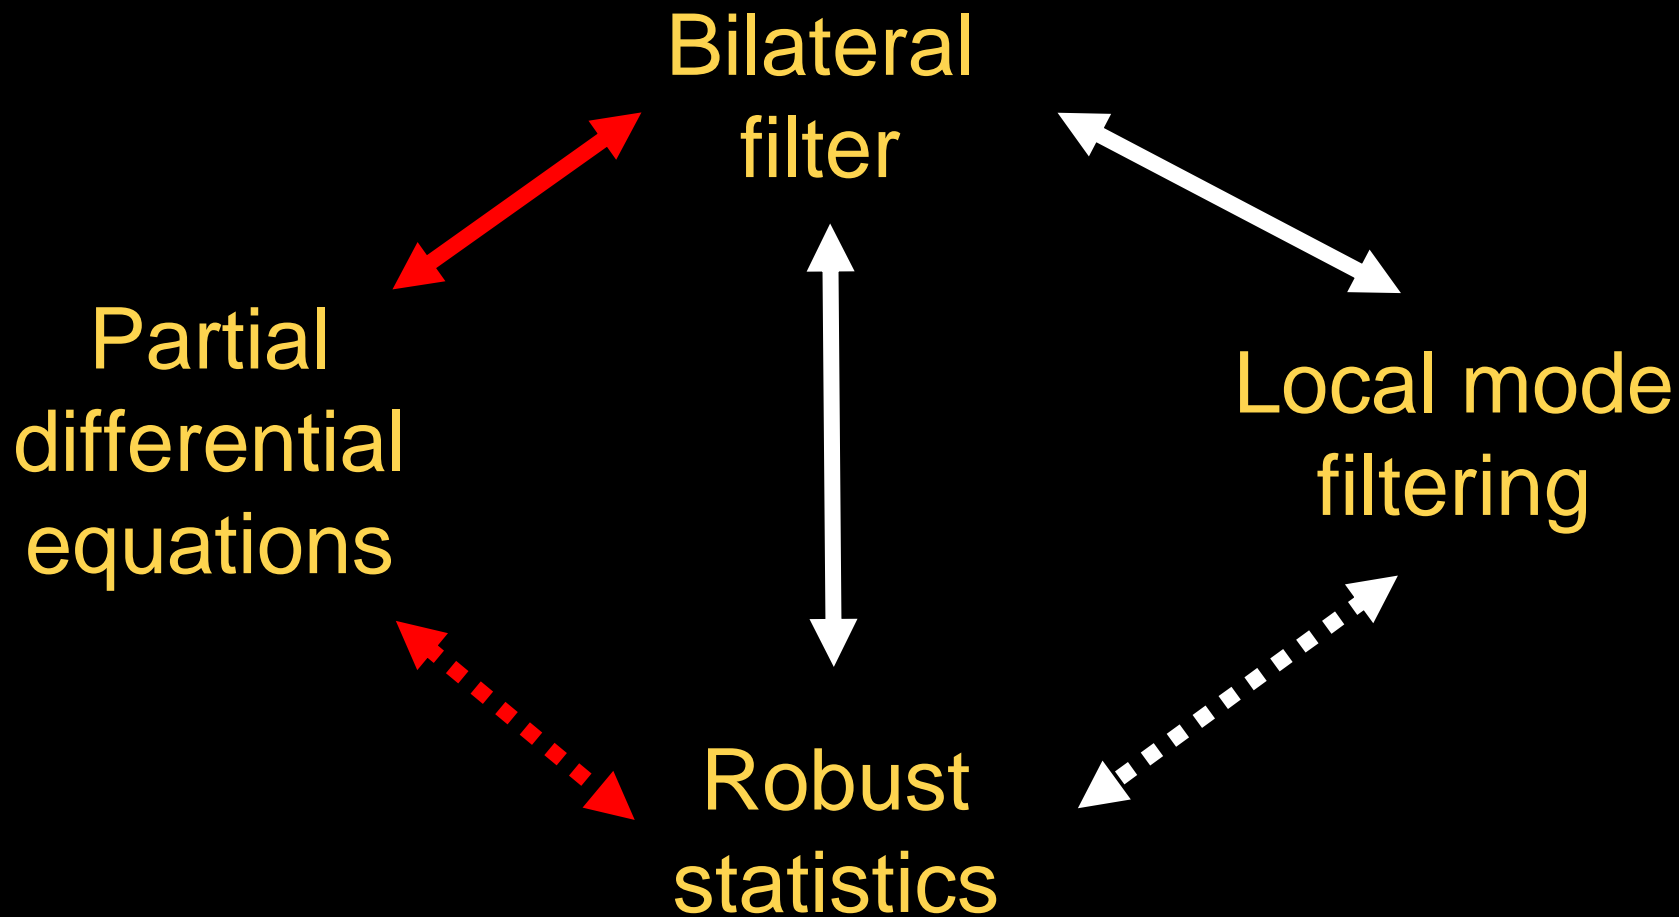 Bilateral
filter
Partial
differential
equations
Local mode
filtering
Robust
statistics